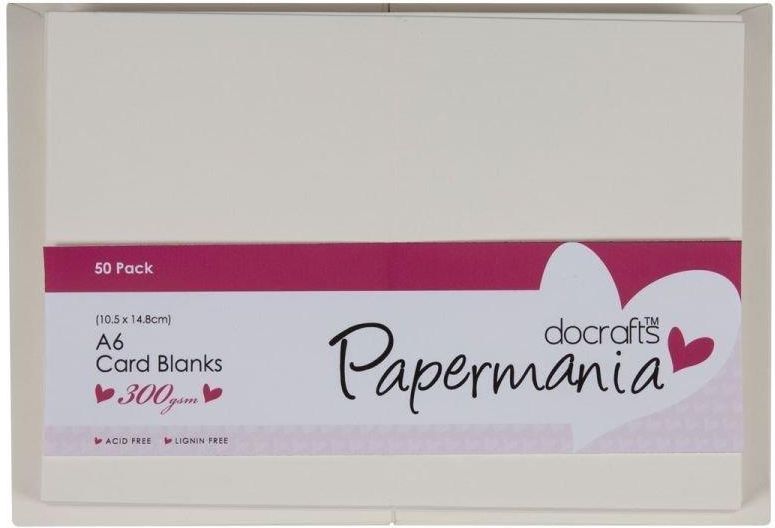 50 Pack
(10.5 x 14.8cm)
A6
Card Blanks
300gsm
ACID FREE LIGNIN FREE
docrafts™
Papermania